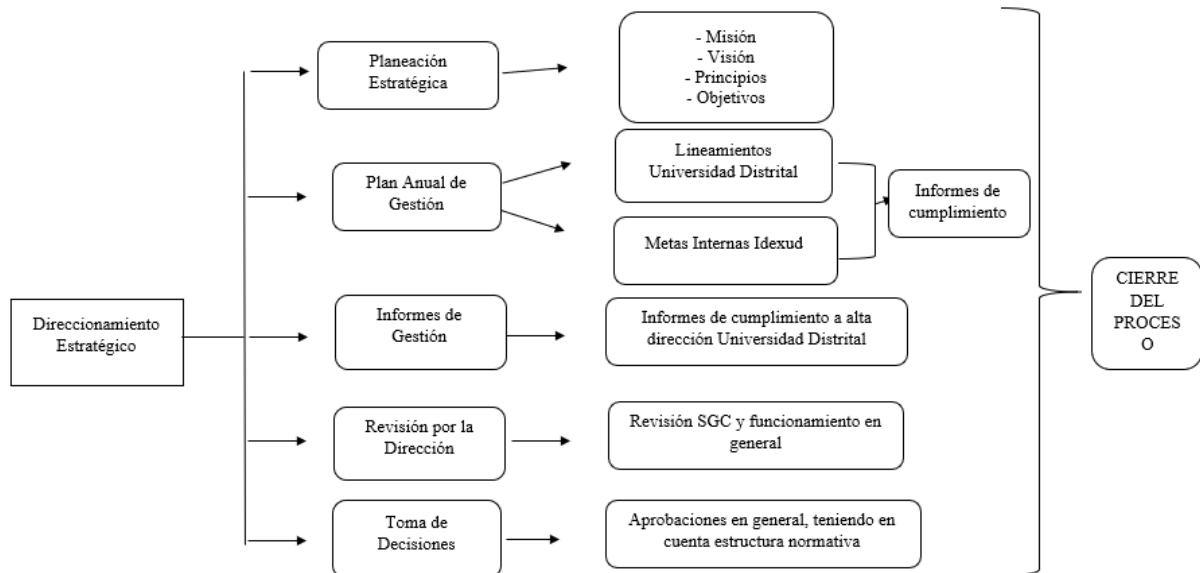 Direccionamiento
Estratégico
Planeación
Estratégica
- Misión
- Visión
- Principios
- Objetivos
Plan Anual de
Gestión
Lineamientos
Universidad Distrital
Metas Internas Idexud
Informes de
cumplimiento
Informes de
Gestión
Informes de cumplimiento a alta
dirección Universidad Distrital
Revisión por la
Dirección
Revisión SGC y funcionamiento en
general
Toma de
Decisiones
Aprobaciones en general, teniendo en
cuenta estructura normativa
CIERRE
DEL
PROCES
O